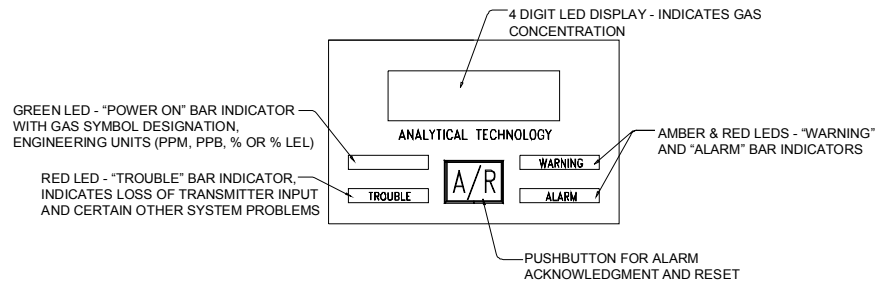 4 DIGIT LED DISPLAY - INDICATES GAS
CONCENTRATION
GREEN LED - “POWER ON” BAR INDICATOR
WITH GAS SYMBOL DESIGNATION,
ENGINEERING UNITS (PPM, PPB, % OR % LEL)
RED LED - “TROUBLE” BAR INDICATOR,
INDICATES LOSS OF TRANSMITTER INPUT
AND CERTAIN OTHER SYSTEM PROBLEMS
ANALYTICAL TECHNOLOGY
WARNING
TROUBLE
A/R
ALARM
AMBER & RED LEDS - “WARNING”
AND “ALARM” BAR INDICATORS
PUSHBUTTON FOR ALARM
ACKNOWLEDGMENT AND RESET